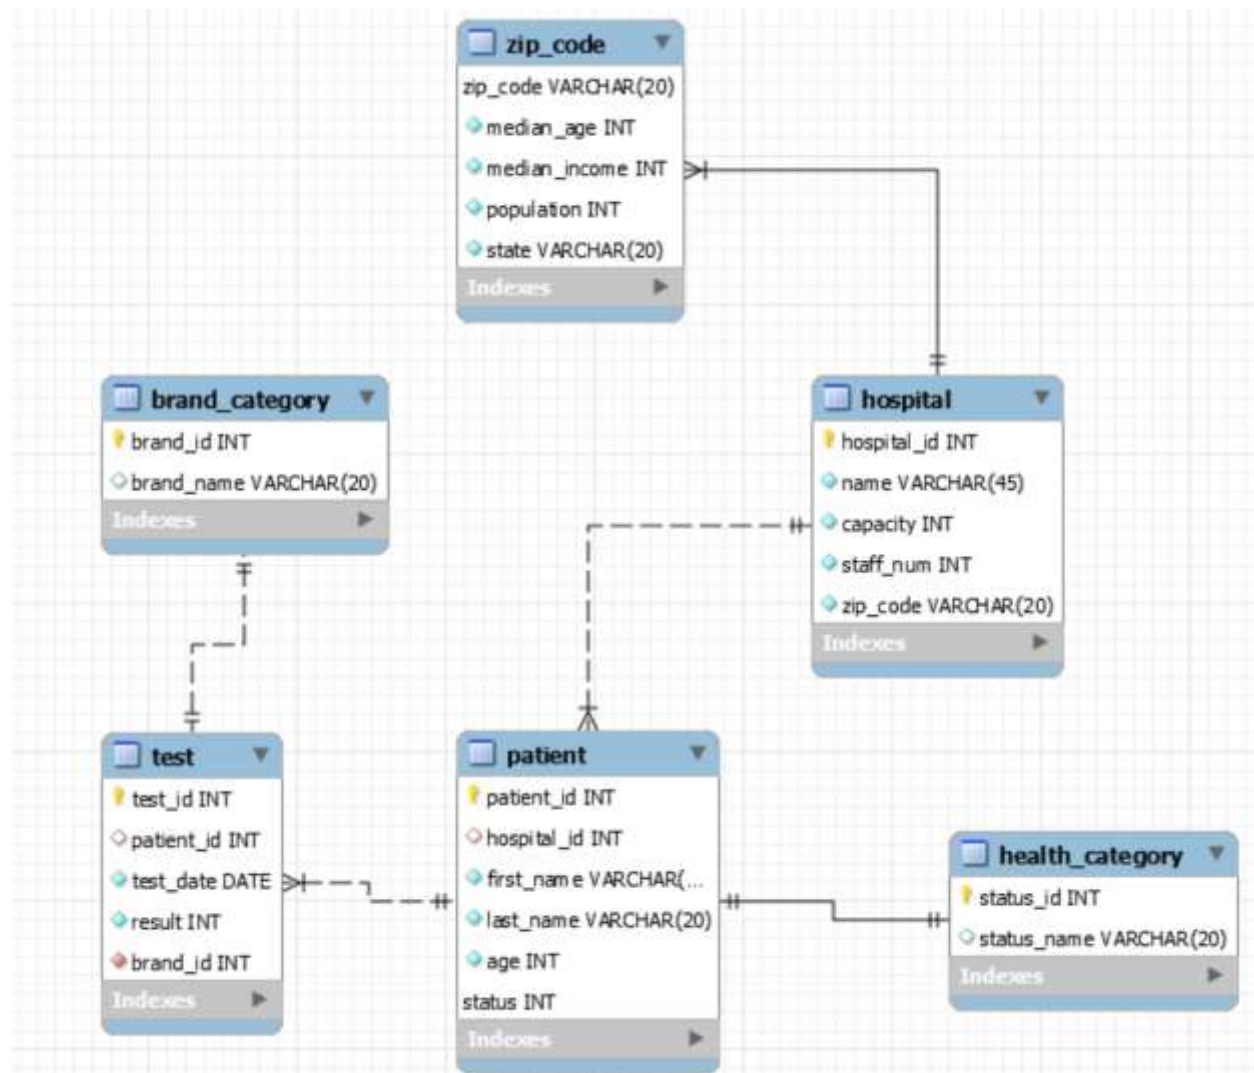 zip_code
zip_code VARCHAR(20)
median_age INT
median_income INT
population INT
state VARCHAR(20)
Indexes
brand_category
brand_id INT
brand_name VARCHAR(20)
Indexes
hospital
hospital_id INT
name VARCHAR(45)
capacity INT
staff_num INT
zip_code VARCHAR(20)
Indexes
test
test_id INT
patient_id INT
test_date DATE
result INT
brand_id INT
Indexes
patient
patient_id INT
hospital_id INT
first_name VARCHAR(...
last_name VARCHAR(20)
age INT
status INT
Indexes
health_category
status_id INT
status_name VARCHAR(20)
Indexes